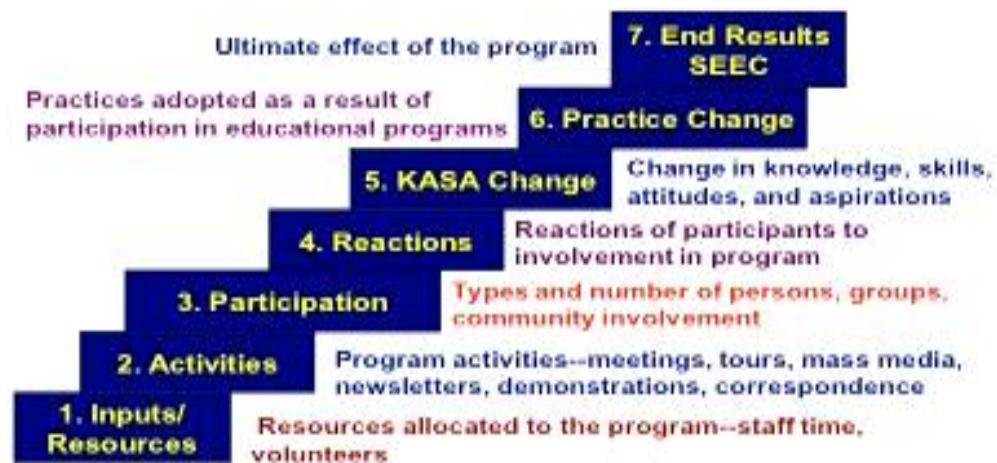 Ultimate effect of the program
7. End Results
SEEC
Practices adopted as a result of
participation in educational programs
6. Practice Change
5. KASA Change
Change in knowledge, skills,
attitudes, and aspirations
4. Reactions
Reactions of participants to
involvement in program
3. Participation
Types and number of persons, groups,
community involvement
2. Activities
Program activities--meetings, tours, mass media,
newsletters, demonstrations, correspondence
1. Inputs/
Resources
Resources allocated to the program--staff time,
volunteers